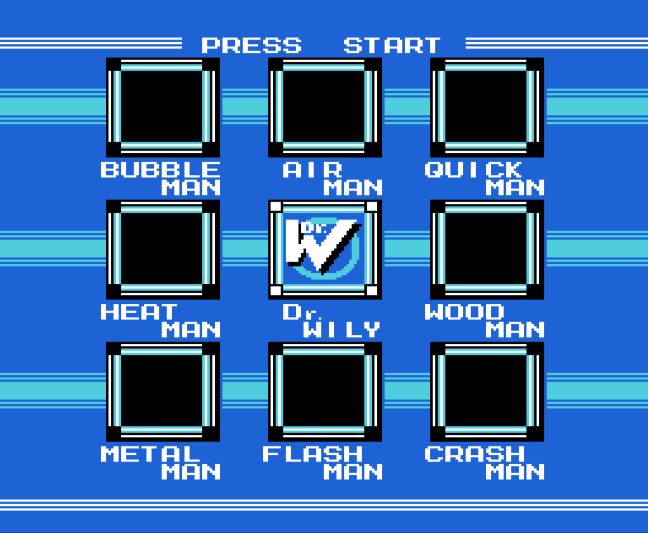 PRESS START
BUBBLE MAN
AIR MAN
QUICK MAN
Dr. W
HEAT MAN
Dr. WILY
WOOD MAN
METAL MAN
FLASH MAN
CRASH MAN